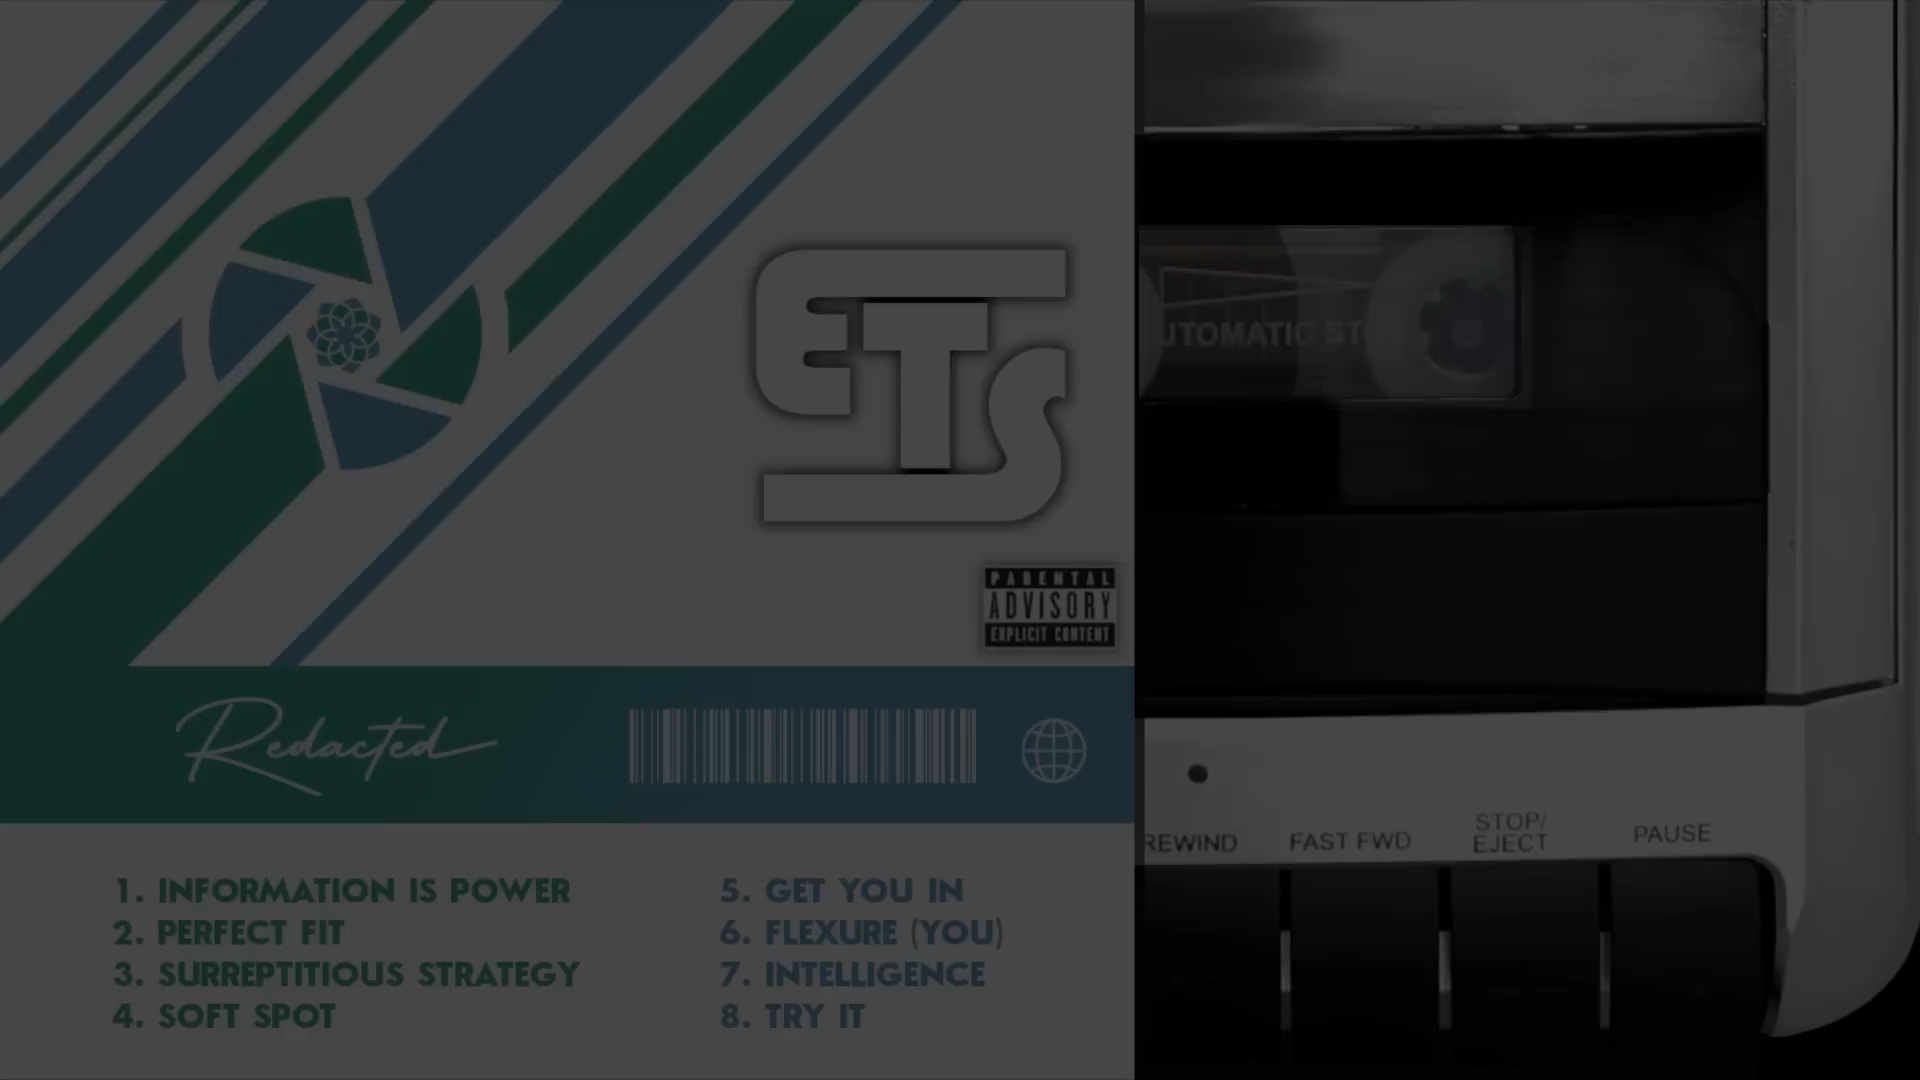 ETS
PARENTAL
ADVISORY
EXPLICIT CONTENT
Redacted
1. INFORMATION IS POWER
2. PERFECT FIT
3. SURREPTITIOUS STRATEGY
4. SOFT SPOT
5. GET YOU IN
6. FLEXURE (YOU)
7. INTELLIGENCE
8. TRY IT
UTOMATIC ST
REWIND
FAST FWD
STOP/
EJECT
PAUSE